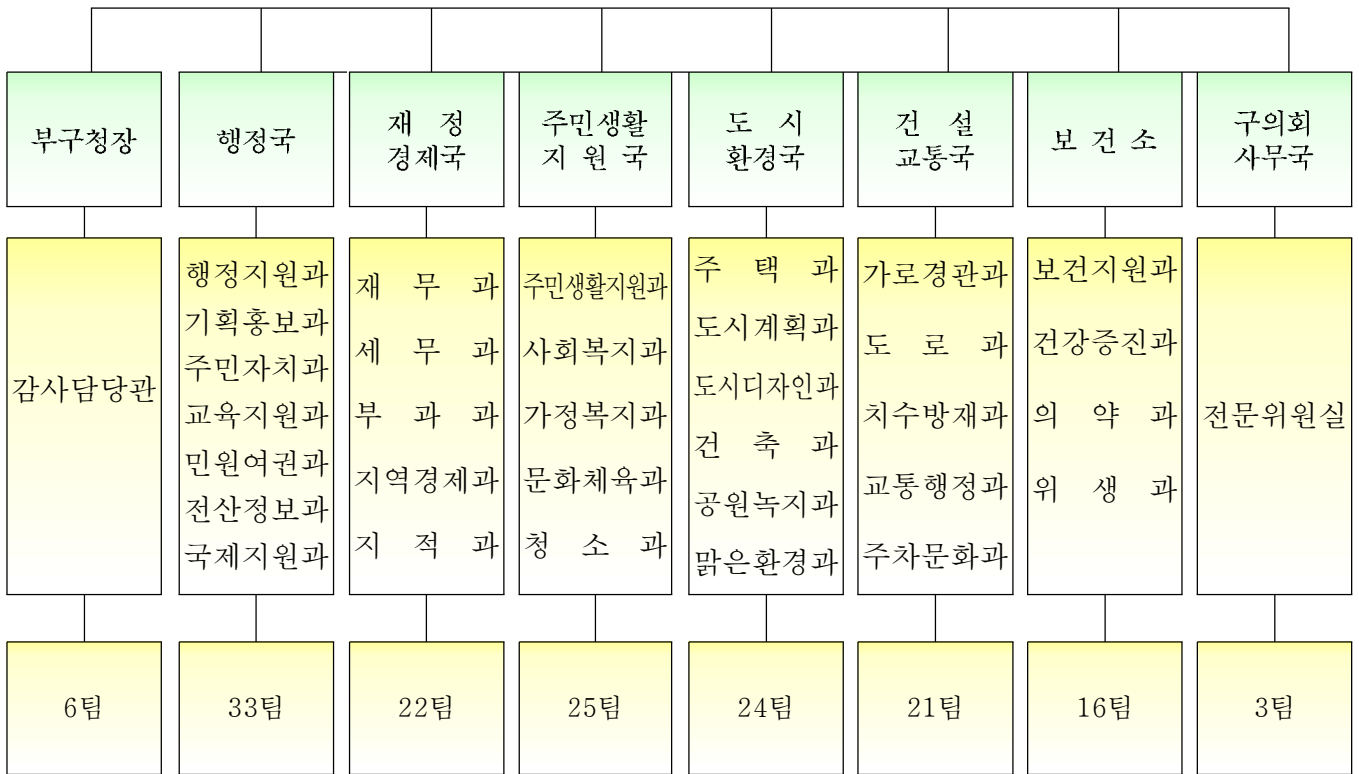 부구청장
행정국
재 정
경제국
주민생활
지 원 국
도 시
환경국
건 설
교통국
보 건 소
구의회
사무국
감사담당관
행정지원과
기획홍보과
주민자치과
교육지원과
민원여권과
전산정보과
국제지원과
재 무 과
세 무 과
부 과 과
지역경제과
지 적 과
주민생활지원과
사회복지과
가정복지과
문화체육과
청 소 과
주 택 과
도시계획과
도시디자인과
건 축 과
공원녹지과
맑은환경과
가로경관과
도 로 과
치수방재과
교통행정과
주차문화과
보건지원과
건강증진과
의 약 과
위 생 과
전문위원실
6팀
33팀
22팀
25팀
24팀
21팀
16팀
3팀